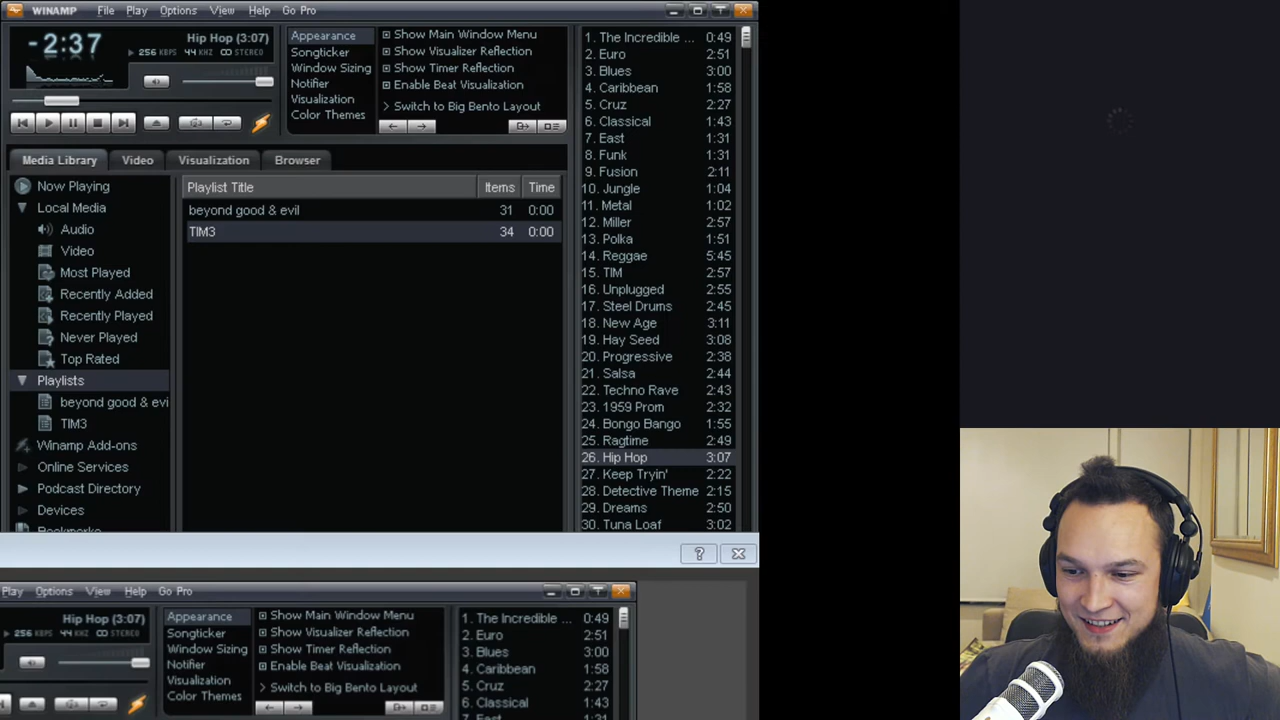 WINAMP File Play Options View Help Go Pro
-2:37
Hip Hop (3:07)
256 KBPS 44 KHZ STEREO
Appearance
Songticker
Window Sizing
Notifier
Visualization
Color Themes
Show Main Window Menu
Show Visualizer Reflection
Show Timer Reflection
Enable Beat Visualization
Switch to Big Bento Layout
Media Library Video Visualization Browser
Now Playing
Local Media
Audio
Video
Most Played
Recently Added
Recently Played
Never Played
Top Rated
Playlists
beyond good & evi
TIM3
Winamp Add-ons
Online Services
Podcast Directory
Devices
Bookmarks
Playlist Title Items Time
beyond good & evil 31 0:00
TIM3 34 0:00
1. The Incredible ... 0:49
2. Euro 2:51
3. Blues 3:00
4. Caribbean 1:58
5. Cruz 2:27
6. Classical 1:43
7. East 1:31
8. Funk 1:31
9. Fusion 2:11
10. Jungle 1:04
11. Metal 1:02
12. Miller 2:57
13. Polka 1:51
14. Reggae 5:45
15. TIM 2:57
16. Unplugged 2:55
17. Steel Drums 2:45
18. New Age 3:11
19. Hay Seed 3:08
20. Progressive 2:38
21. Salsa 2:44
22. Techno Rave 2:43
23. 1959 Prom 2:32
24. Bongo Bango 1:55
25. Ragtime 2:49
26. Hip Hop 3:07
27. Keep Tryin' 2:22
28. Detective Theme 2:15
29. Dreams 2:50
30. Tuna Loaf 3:02
?
Play Options View Help Go Pro
Hip Hop (3:07)
256 KBPS 44 KHZ STEREO
Appearance
Songticker
Window Sizing
Notifier
Visualization
Color Themes
Show Main Window Menu
Show Visualizer Reflection
Show Timer Reflection
Enable Beat Visualization
Switch to Big Bento Layout
1. The Incredible ... 0:49
2. Euro 2:51
3. Blues 3:00
4. Caribbean 1:58
5. Cruz 2:27
6. Classical 1:43
7. East 1:31